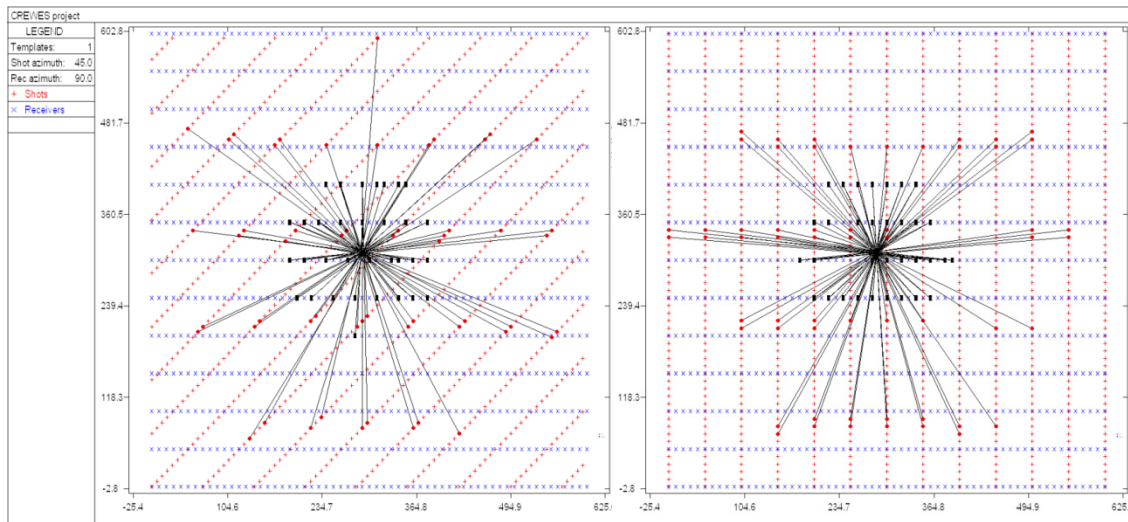 CREWES project
LEGEND
Templates: 1
Shot azimuth: 45.0
Rec azimuth: 90.0
+ Shots
× Receivers
602.8
481.7
360.5
239.4
118.3
-2.8
-25.4 104.6 234.7 364.8 494.9 625.
602.8
481.7
360.5
239.4
118.3
-2.8
-25.4 104.6 234.7 364.8 494.9 625.